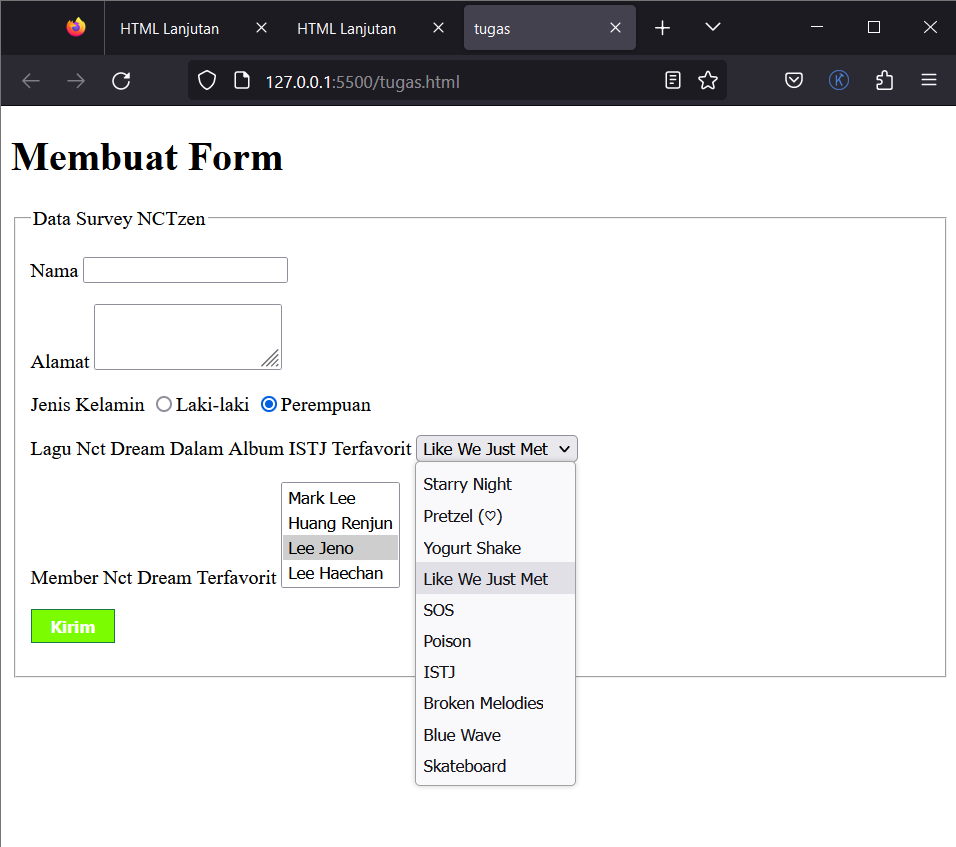 HTML Lanjutan HTML Lanjutan tugas
127.0.0.1:5500/tugas.html
Membuat Form
Data Survey NCTzen
Nama
Alamat
Jenis Kelamin Laki-laki Perempuan
Lagu Nct Dream Dalam Album ISTJ Terfavorit Like We Just Met
Starry Night
Pretzel (♡)
Yogurt Shake
Like We Just Met
SOS
Poison
ISTJ
Broken Melodies
Blue Wave
Skateboard
Mark Lee
Huang Renjun
Lee Jeno
Lee Haechan
Member Nct Dream Terfavorit
Kirim